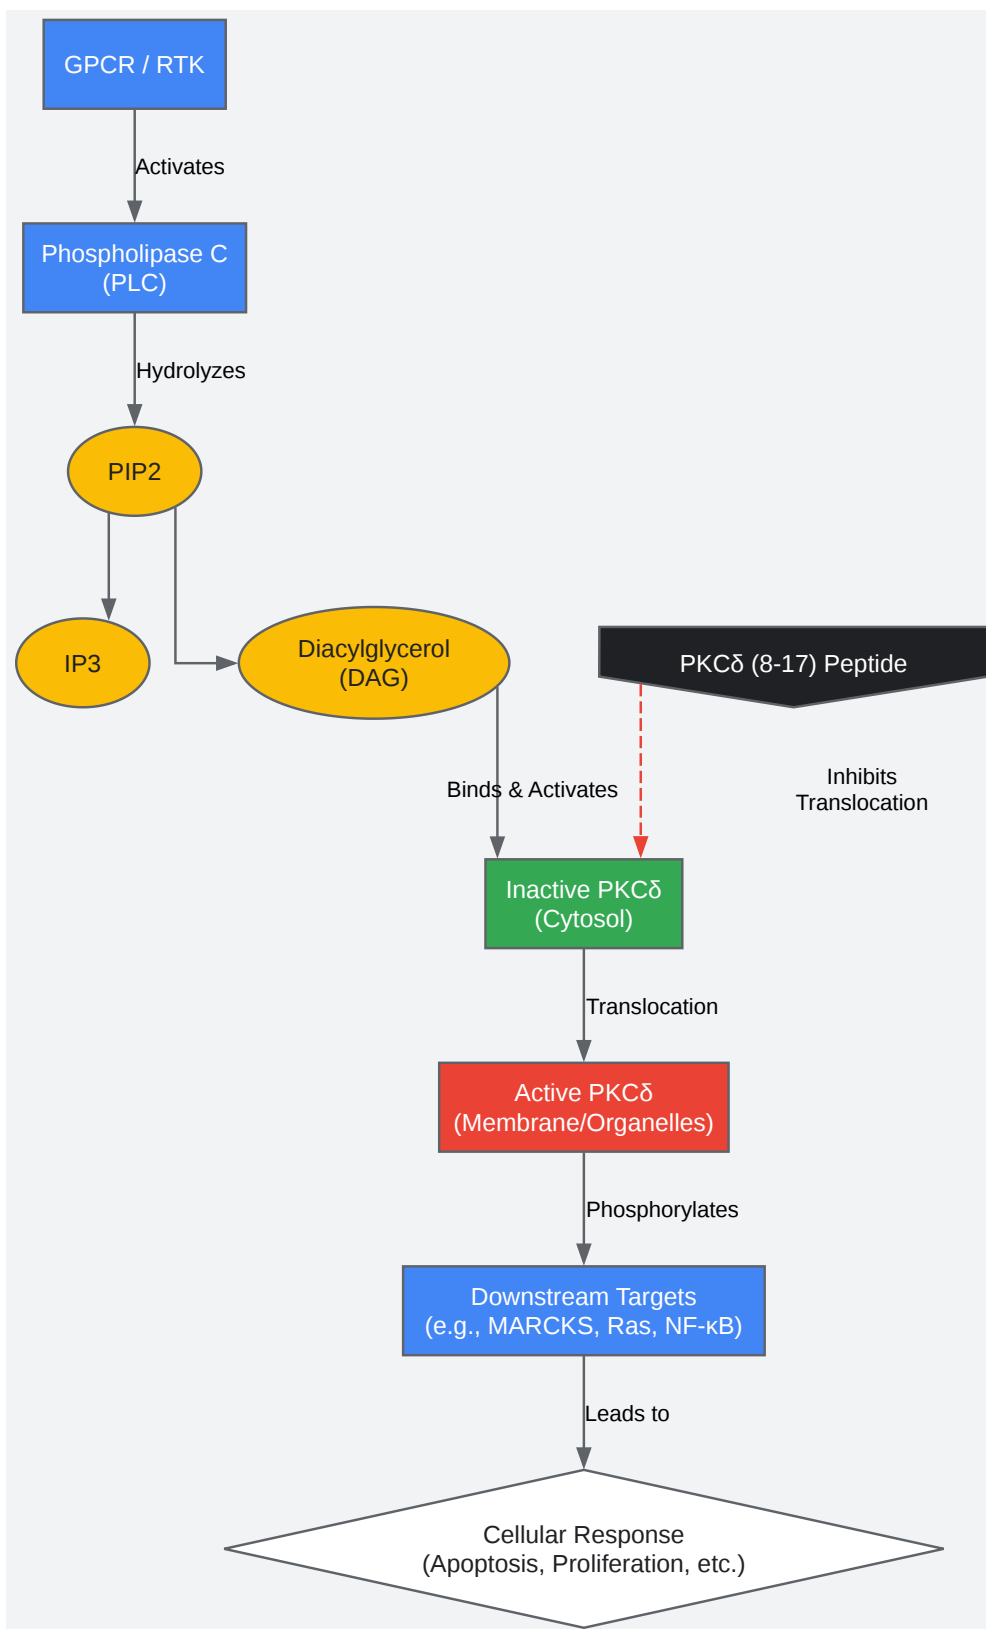 GPCR / RTK
Activates
Phospholipase C
(PLC)
Hydrolyzes
PIP2
IP3
Diacylglycerol
(DAG)
PKCδ (8-17) Peptide
Binds & Activates
Inhibits
Translocation
Inactive PKCδ
(Cytosol)
Translocation
Active PKCδ
(Membrane/Organelles)
Phosphorylates
Downstream Targets
(e.g., MARCKS, Ras, NF-κB)
Leads to
Cellular Response
(Apoptosis, Proliferation, etc.)